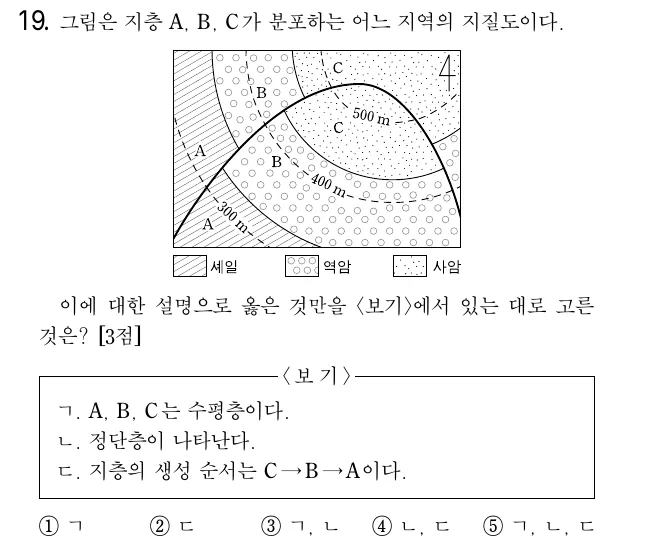 19. 그림은 지층 A, B, C가 분포하는 어느 지역의 지질도이다.
C
B
500 m
C
A
B
400 m
300 m
A
셰일 역암 사암
이에 대한 설명으로 옳은 것만을 〈보기〉에서 있는 대로 고른
것은? [3점]
〈보 기〉
ㄱ. A, B, C는 수평층이다.
ㄴ. 정단층이 나타난다.
ㄷ. 지층의 생성 순서는 C→B→A이다.
① ㄱ ② ㄷ ③ ㄱ, ㄴ ④ ㄴ, ㄷ ⑤ ㄱ, ㄴ, ㄷ